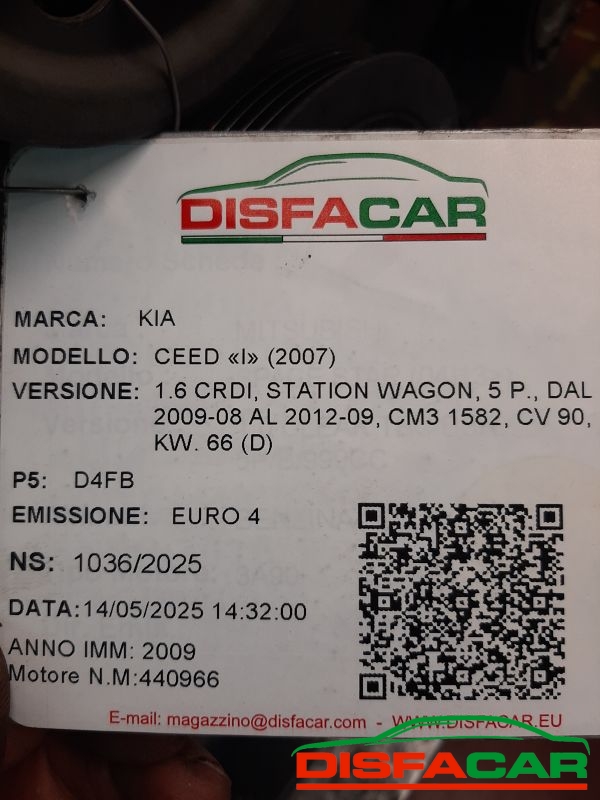 DISFACAR
MARCA: KIA
MODELLO: CEED «I» (2007)
VERSIONE: 1.6 CRDI, STATION WAGON, 5 P., DAL
2009-08 AL 2012-09, CM3 1582, CV 90,
KW. 66 (D)
P5: D4FB
EMISSIONE: EURO 4
NS: 1036/2025
DATA:14/05/2025 14:32:00
ANNO IMM: 2009
Motore N.M:440966
E-mail: magazzino@disfacar.com - WWW.DISFACAR.EU
DISFACAR